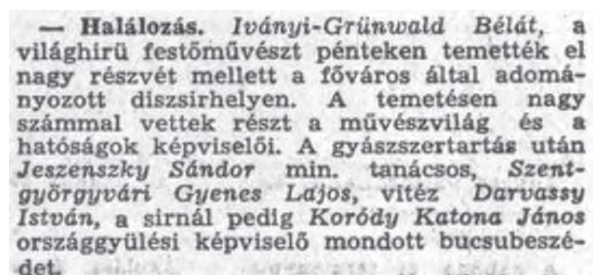 — Halálozás. Iványi-Grünwald Bélát, a
világhirü festőművészt pénteken temették el
nagy részvét mellett a főváros által adomá-
nyozott diszsirhelyen. A temetésen nagy
számmal vettek részt a művészvilág és a
hatóságok képviselői. A gyászszertartás után
Jeszenszky Sándor min. tanácsos, Szent-
györgyvári Gyenes Lajos, vitéz Darvassy
István, a sirnál pedig Koródy Katona János
országgyülési képviselő mondott bucsubeszé-
det.